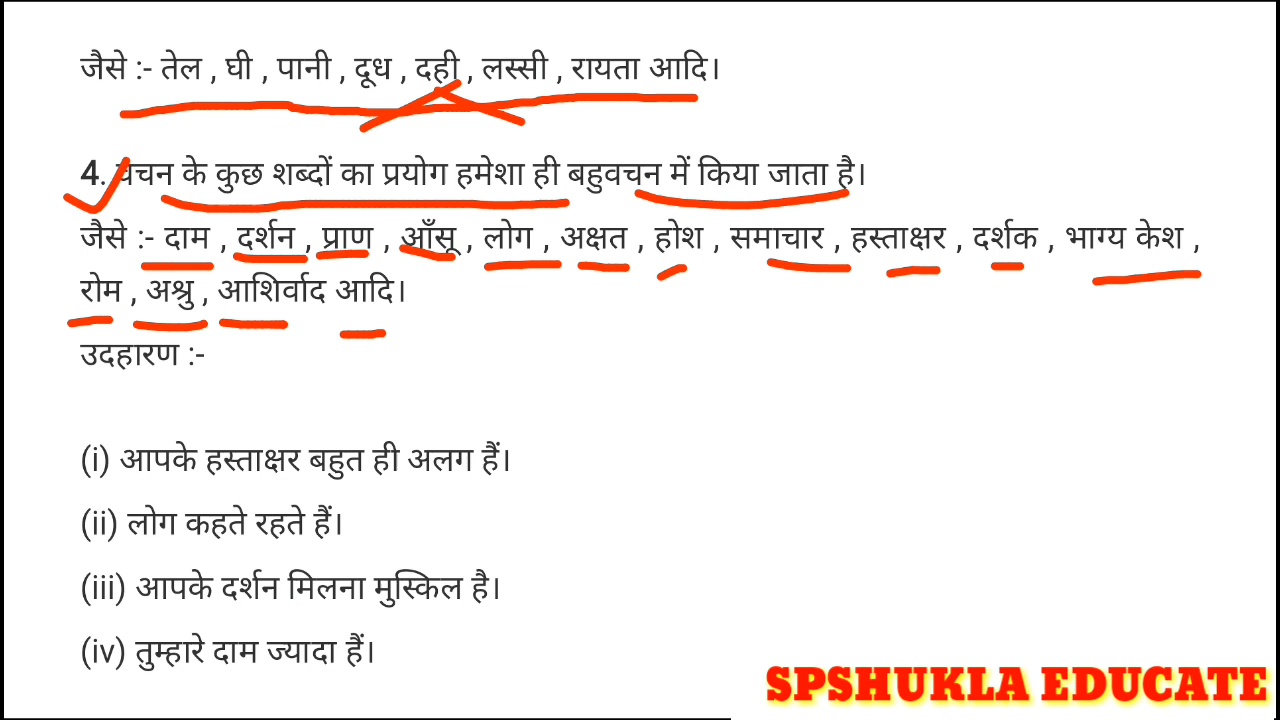 जैसे :- तेल , घी , पानी , दूध , दही , लस्सी , रायता आदि।
4. वचन के कुछ शब्दों का प्रयोग हमेशा ही बहुवचन में किया जाता है।
जैसे :- दाम , दर्शन , प्राण , आँसू , लोग , अक्षत , होश , समाचार , हस्ताक्षर , दर्शक , भाग्य केश ,
रोम , अश्रु , आशिर्वाद आदि।
उदहारण :-
(i) आपके हस्ताक्षर बहुत ही अलग हैं।
(ii) लोग कहते रहते हैं।
(iii) आपके दर्शन मिलना मुस्किल है।
(iv) तुम्हारे दाम ज्यादा हैं।
SPSHUKLA EDUCATE